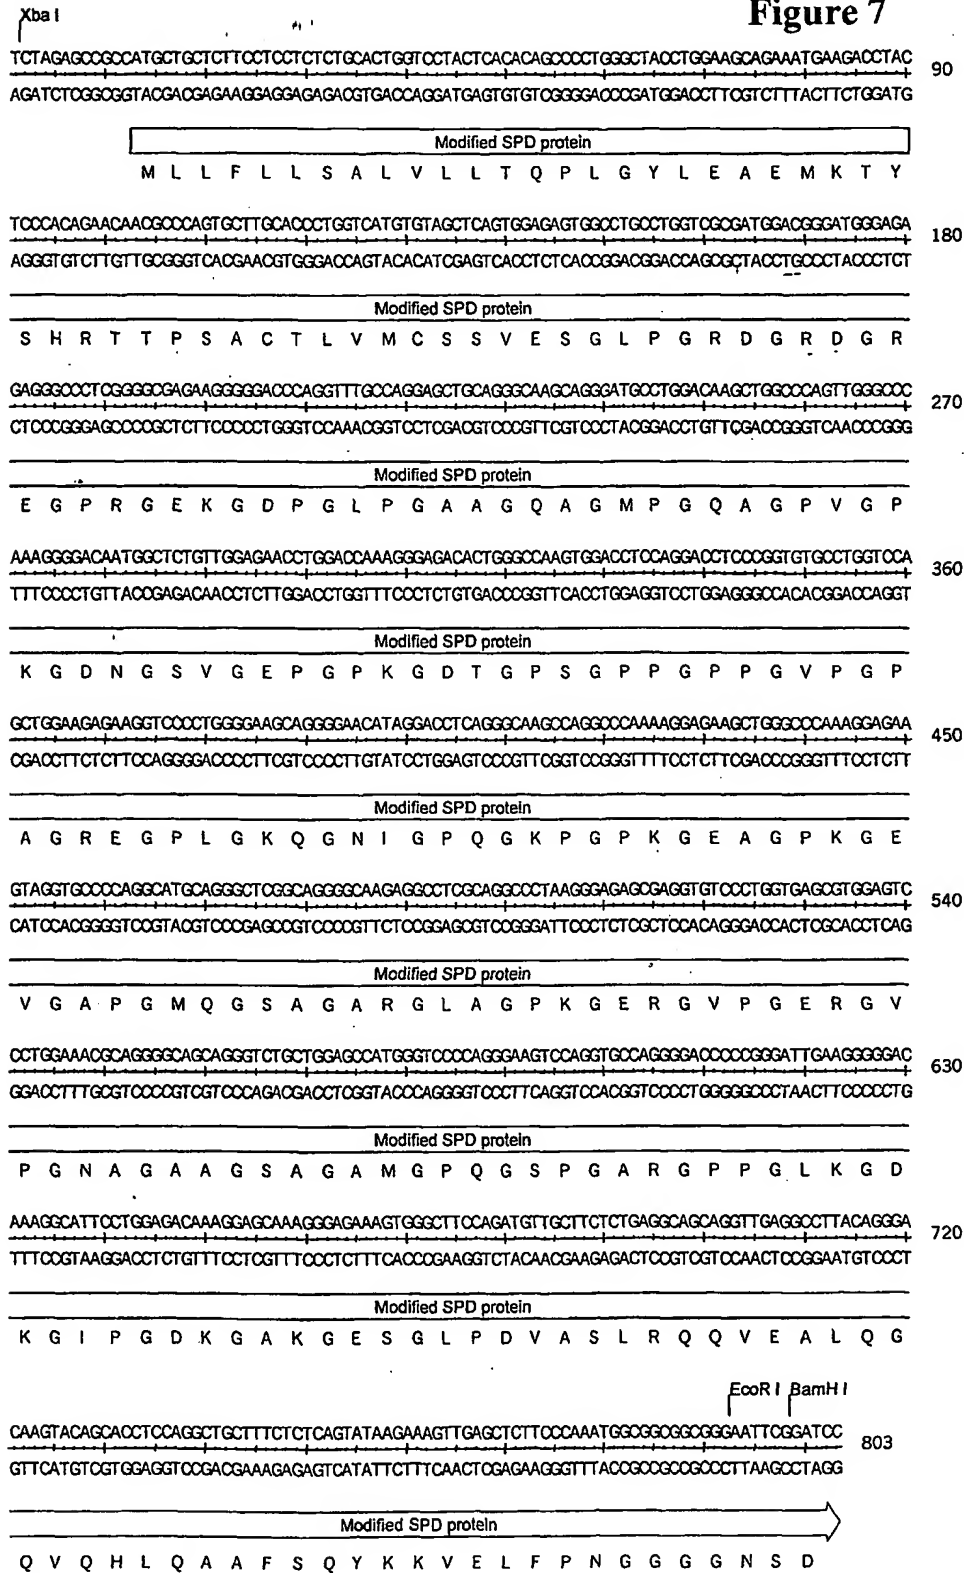 Figure 7
Xba I
TCTAGAGCCGCCATGCTGCTCTTCCTCCTCTCTGCACTGGTCCTACTCACACAGCCCCTGGGCTACCTGGAAGCAGAAATGAAGACCTAC 90
AGATCTCGGCGGTACGACGAGAAGGAGGAGAGACGTGACCAGGATGAGTGTGTCGGGGACCCGATGGACCTTCGTCTTTACTTCTGGATG
Modified SPD protein
M L L F L L S A L V L L T Q P L G Y L E A E M K T Y
TCCCACAGAACAACGCCCAGTGCTTGCACCCTGGTCATGTGTAGCTCAGTGGAGAGTGGCCTGCCTGGTCGCGATGGACGGGATGGGAGA 180
AGGGTGTCTTGTTGCGGGTCACGAACGTGGGACCAGTACACATCGAGTCACCTCTCACCGGACGGACCAGCGCTACCTGCCCTACCCTCT
Modified SPD protein
S H R T T P S A C T L V M C S S V E S G L P G R D G R D G R
GAGGGCCCTCGGGGCGAGAAGGGGGACCCAGGTTTGCCAGGAGCTGCAGGGCAAGCAGGGATGCCTGGACAAGCTGGCCCAGTTGGGCCC 270
CTCCCGGGAGCCCCGCTCTTCCCCCTGGGTCCAAACGGTCCTCGACGTCCCGTTCGTCCCTACGGACCTGTTCGACCGGGTCAACCCGGG
Modified SPD protein
E G P R G E K G D P G L P G A A G Q A G M P G Q A G P V G P
AAAGGGGACAATGGCTCTGTTGGAGAACCTGGACCAAAGGGAGACACTGGGCCAAGTGGACCTCCAGGACCTCCCGGTGTGCCTGGTCCA 360
TTTCCCCTGTTACCGAGACAACCTCTTGGACCTGGTTTCCCTCTGTGACCCGGTTCACCTGGAGGTCCTGGAGGGCCACACGGACCAGGT
Modified SPD protein
K G D N G S V G E P G P K G D T G P S G P P G P P G V P G P
GCTGGAAGAGAAGGTCCCCTGGGGAAGCAGGGGAACATAGGACCTCAGGGCAAGCCAGGCCCAAAAGGAGAAGCTGGGCCCAAAGGAGAA 450
CGACCTTCTCTTCCAGGGGACCCCTTCGTCCCCTTGTATCCTGGAGTCCCGTTCGGTCCGGGTTTTCCTCTTCGACCCGGGTTTCCTCTT
Modified SPD protein
A G R E G P L G K Q G N I G P Q G K P G P K G E A G P K G E
GTAGGTGCCCCAGGCATGCAGGGCTCGGCAGGGGCAAGAGGCCTCGCAGGCCCTAAGGGAGAGCGAGGTGTCCCTGGTGAGCGTGGAGTC 540
CATCCACGGGGTCCGTACGTCCCGAGCCGTCCCCGTTCTCCGGAGCGTCCGGGATTCCCTCTCGCTCCACAGGGACCACTCGCACCTCAG
Modified SPD protein
V G A P G M Q G S A G A R G L A G P K G E R G V P G E R G V
CCTGGAAACGCAGGGGCAGCAGGGTCTGCTGGAGCCATGGGTCCCCAGGGAAGTCCAGGTGCCAGGGGACCCCCGGGATTGAAGGGGGAC 630
GGACCTTTGCGTCCCCGTCGTCCCAGACGACCTCGGTACCCAGGGGTCCCTTCAGGTCCACGGTCCCCTGGGGGCCCTAACTTCCCCCTG
Modified SPD protein
P G N A G A A G S A G A M G P Q G S P G A R G P P G L K G D
AAAGGCATTCCTGGAGACAAAGGAGCAAAGGGAGAAAGTGGGCTTCCAGATGTTGCTTCTCTGAGGCAGCAGGTTGAGGCCTTACAGGGA 720
TTTCCGTAAGGACCTCTGTTTCCTCGTTTCCCTCTTTCACCCGAAGGTCTACAACGAAGAGACTCCGTCGTCCAACTCCGGAATGTCCCT
Modified SPD protein
K G I P G D K G A K G E S G L P D V A S L R Q Q V E A L Q G
EcoR I BamH I
CAAGTACAGCACCTCCAGGCTGCTTTCTCTCAGTATAAGAAAGTTGAGCTCTTCCCAAATGGCGGCGGCGGGAATTCGGATCC 803
GTTCATGTCGTGGAGGTCCGACGAAAGAGAGTCATATTCTTTCAACTCGAGAAGGGTTTACCGCCGCCGCCCTTAAGCCTAGG
Modified SPD protein
Q V Q H L Q A A F S Q Y K K V E L F P N G G G G N S D